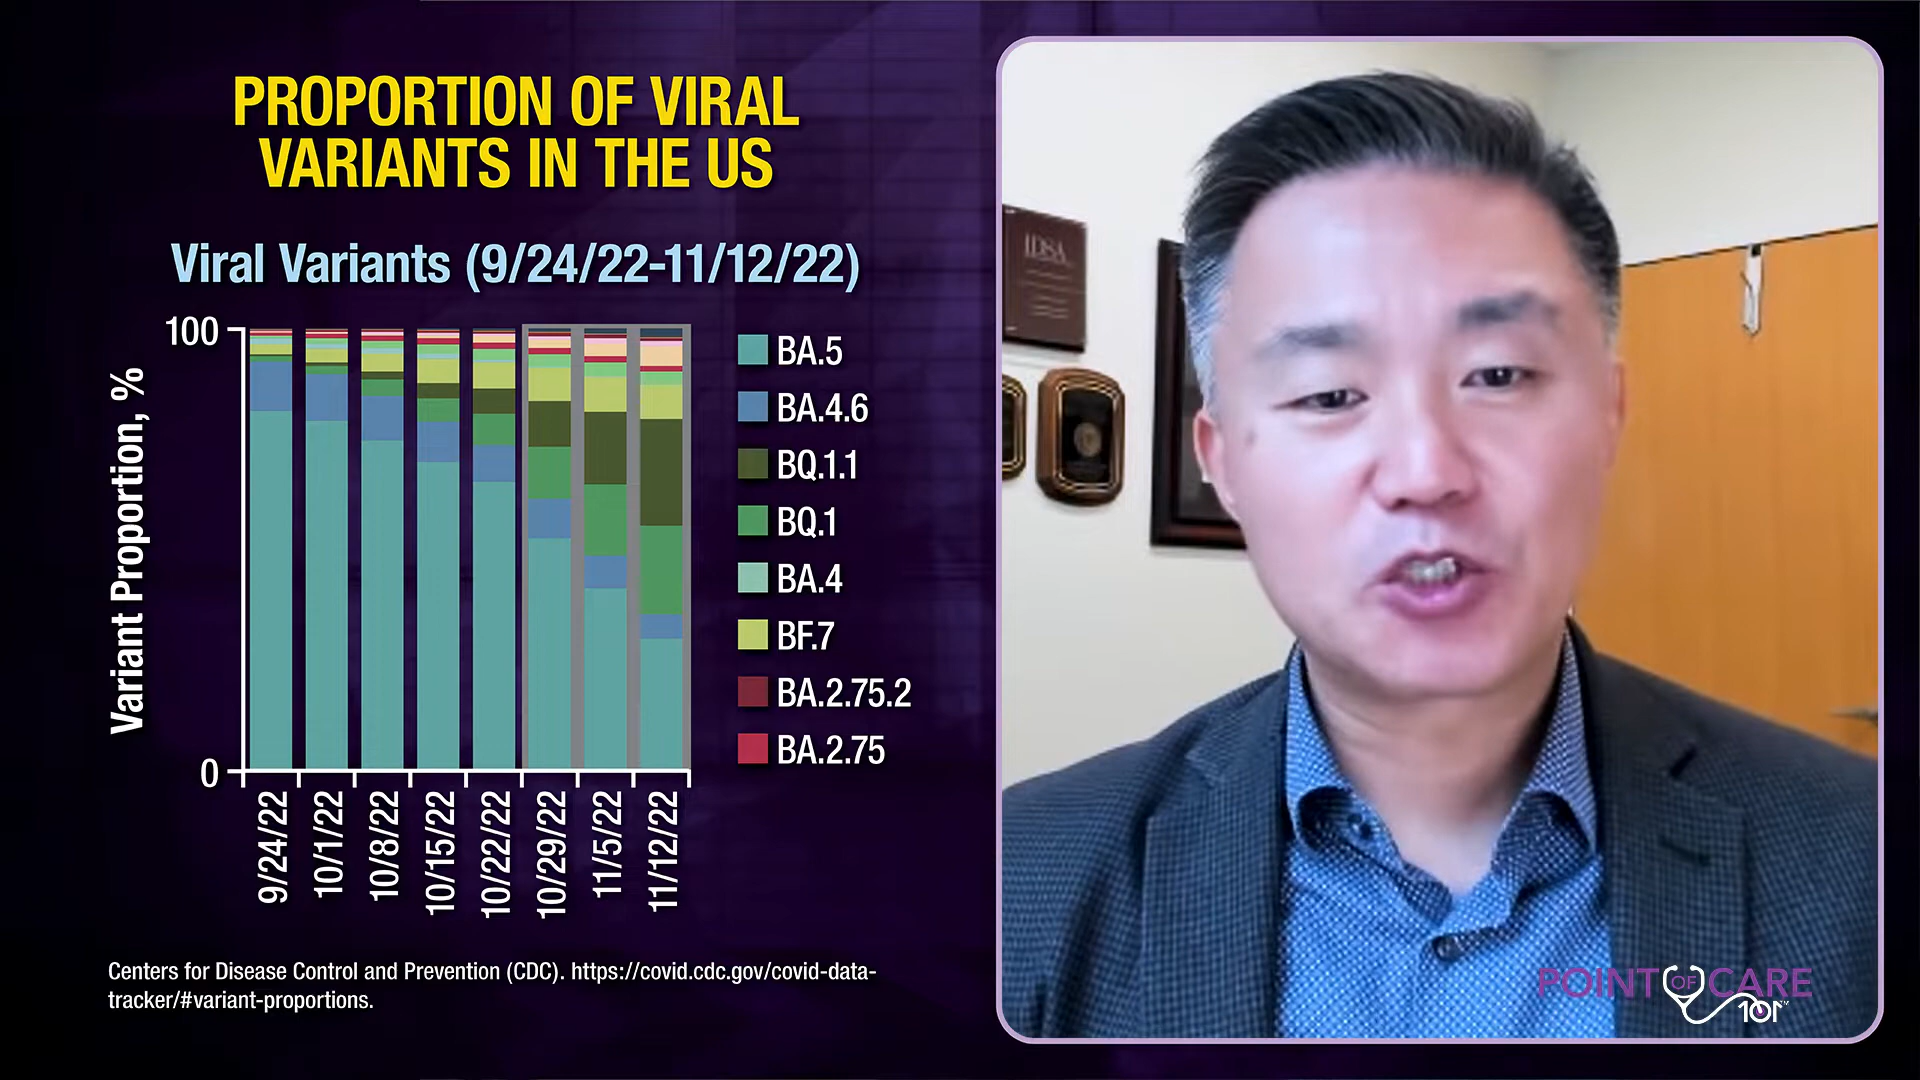 PROPORTION OF VIRAL
VARIANTS IN THE US
Viral Variants (9/24/22-11/12/22)
Variant Proportion, %
100
0
9/24/22
10/1/22
10/8/22
10/15/22
10/22/22
10/29/22
11/5/22
11/12/22
BA.5
BA.4.6
BQ.1.1
BQ.1
BA.4
BF.7
BA.2.75.2
BA.2.75
Centers for Disease Control and Prevention (CDC). https://covid.cdc.gov/covid-data-
tracker/#variant-proportions.
IDSA
POINT OF CARE
101™